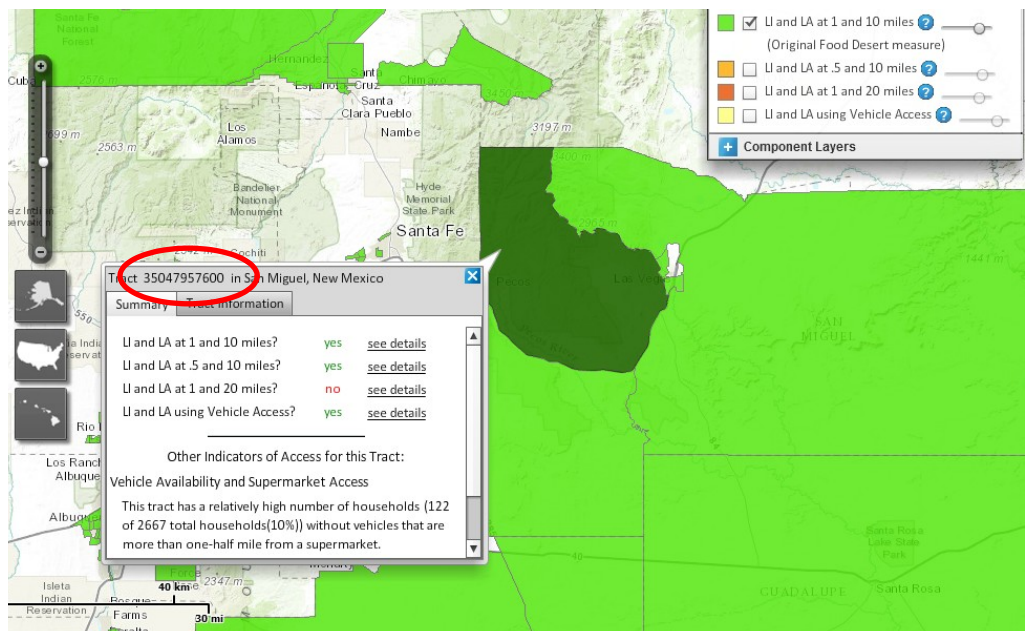 LI and LA at 1 and 10 miles ?
(Original Food Desert measure)
LI and LA at .5 and 10 miles ?
LI and LA at 1 and 20 miles ?
LI and LA using Vehicle Access ?
+ Component Layers
Santa Fe
National
Forest
Cuba
2576 m
Hernandez
Santa
Cruz
Chimayo
3450 m
Santa
Clara Pueblo
Nambe
Los
Alamos
2563 m
3197 m
3400 m
Bandelier
National
Monument
Hyde
Memorial
State Park
Santa Fe
2965 m
Cochiti
1441 m
Pecos
Las Vegas
SAN
MIGUEL
Tract 35047957600 in San Miguel, New Mexico
Summary
Tract Information
LI and LA at 1 and 10 miles? yes see details
LI and LA at .5 and 10 miles? yes see details
LI and LA at 1 and 20 miles? no see details
LI and LA using Vehicle Access? yes see details
Other Indicators of Access for this Tract:
Vehicle Availability and Supermarket Access
This tract has a relatively high number of households (122
of 2667 total households(10%)) without vehicles that are
more than one-half mile from a supermarket.
550
Rio
Los Ranch
Albuque
Albuque
40
Santa Rosa
Lake State
Park
GUADALUPE
Santa Rosa
Isleta
Indian
Reservation
Force
2347 m
40 km
Bosque
Farms
30 mi